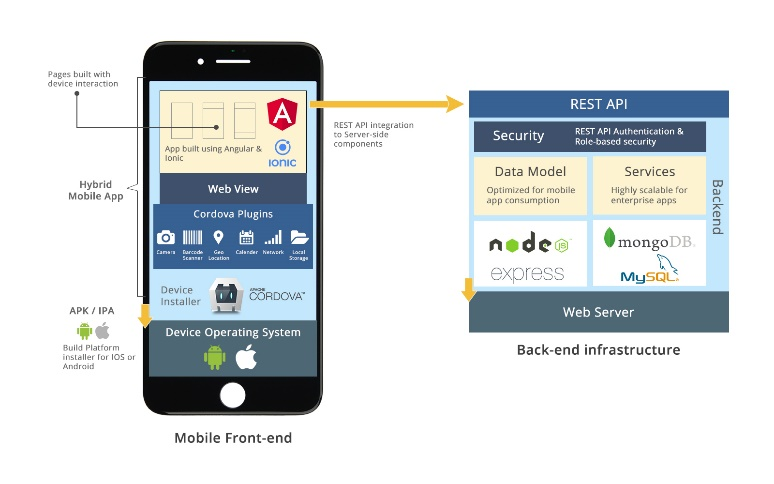 Pages built with
device interaction
App built using Angular &
Ionic
A
IONIC
Web View
Hybrid
Mobile App
Cordova Plugins
Camera
Barcode
Scanner
Geo
Location
Calender
Network
Local
Storage
Device
Installer
APACHE
CORDOVA™
APK / IPA
Build Platform
installer for IOS or
Android
Device Operating System
Mobile Front-end
REST API integration
to Server-side
components
REST API
Security
REST API Authentication &
Role-based security
Data Model
Optimized for mobile
app consumption
Services
Highly scalable for
enterprise apps
Backend
node JS
express
mongoDB
MySQL
Web Server
Back-end infrastructure